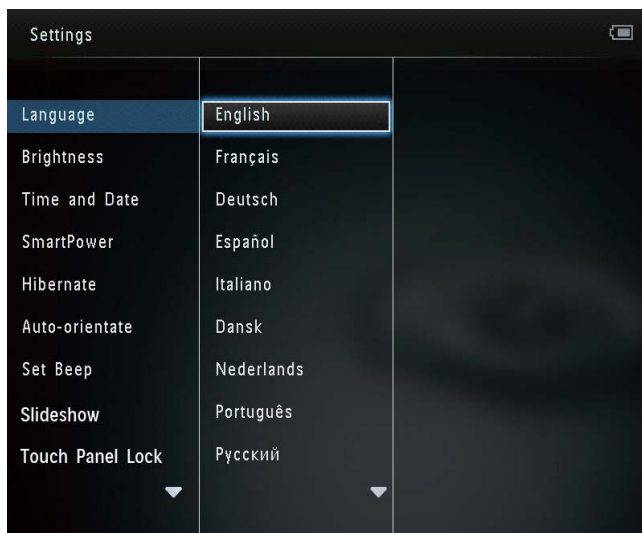 Settings
Language
Brightness
Time and Date
SmartPower
Hibernate
Auto-orientate
Set Beep
Slideshow
Touch Panel Lock
English
Français
Deutsch
Español
Italiano
Dansk
Nederlands
Português
Русский